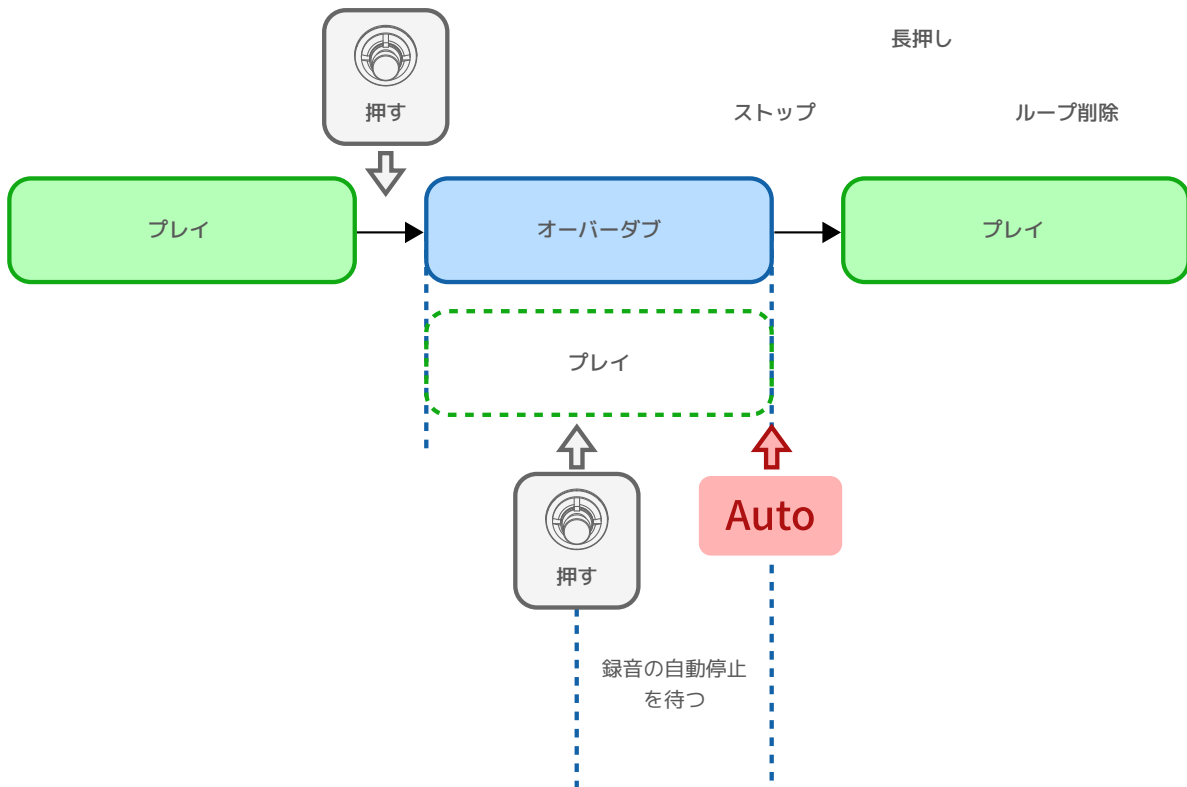 長押し
押す
ストップ
ループ削除
プレイ
オーバーダブ
プレイ
プレイ
Auto
押す
録音の自動停止
を待つ